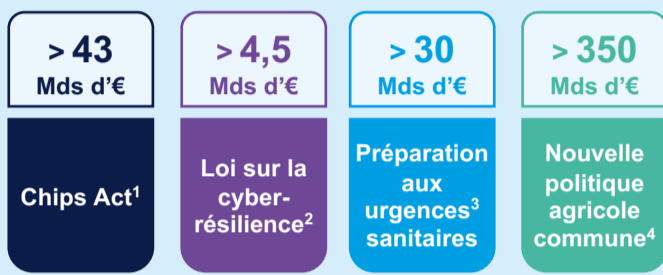 > 43
Mds d’€
Chips Act¹
> 4,5
Mds d’€
Loi sur la
cyber-
résilience²
> 30
Mds d’€
Préparation
aux
urgences³
sanitaires
> 350
Mds d’€
Nouvelle
politique
agricole
commune⁴